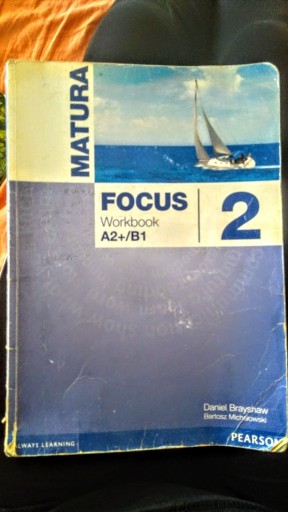 MATURA
FOCUS
2
Workbook
A2+/B1
Daniel Brayshaw
Bartosz Michałowski
ALWAYS LEARNING
PEARSON